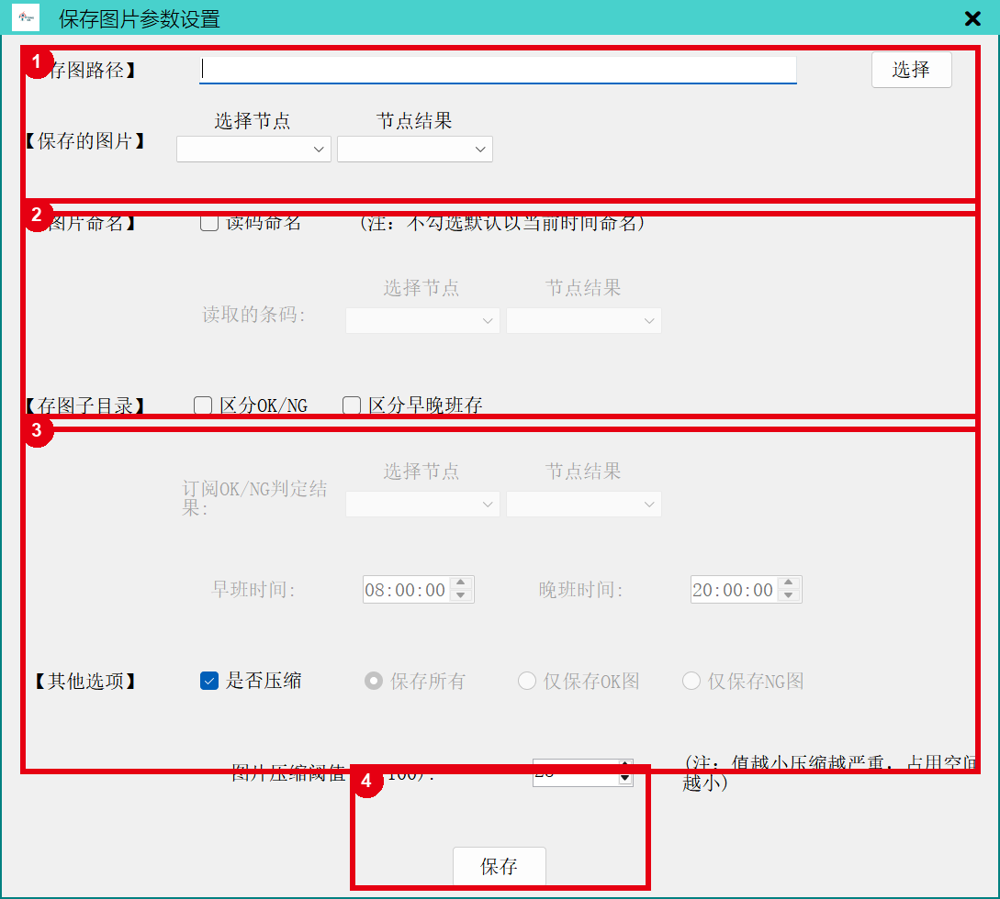 保存图片参数设置
1
存图路径】
选择
选择节点 节点结果
【保存的图片】
2
图片命名】 读码命名 (注：不勾选默认以当前时间命名)
选择节点 节点结果
读取的条码:
【存图子目录】 区分OK/NG 区分早晚班存
3
选择节点 节点结果
订阅OK/NG判定结
果:
早班时间: 08:00:00 晚班时间: 20:00:00
【其他选项】 是否压缩 保存所有 仅保存OK图 仅保存NG图
图片压缩阈值 100): (注：值越小压缩越严重，占用空间
越小)
4
保存